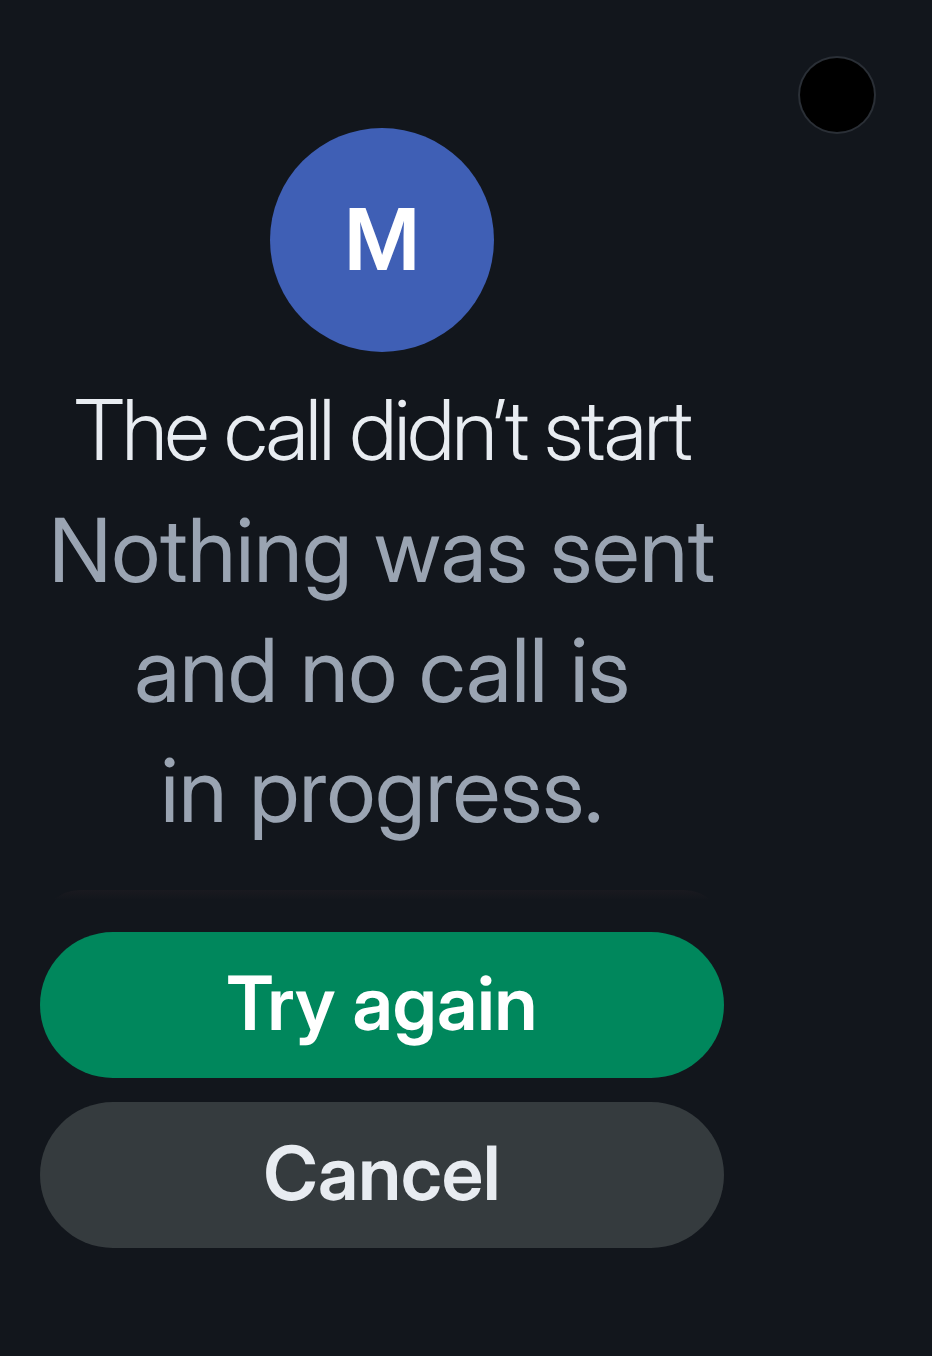 M
The call didn’t start
Nothing was sent
and no call is
in progress.
Try again
Cancel